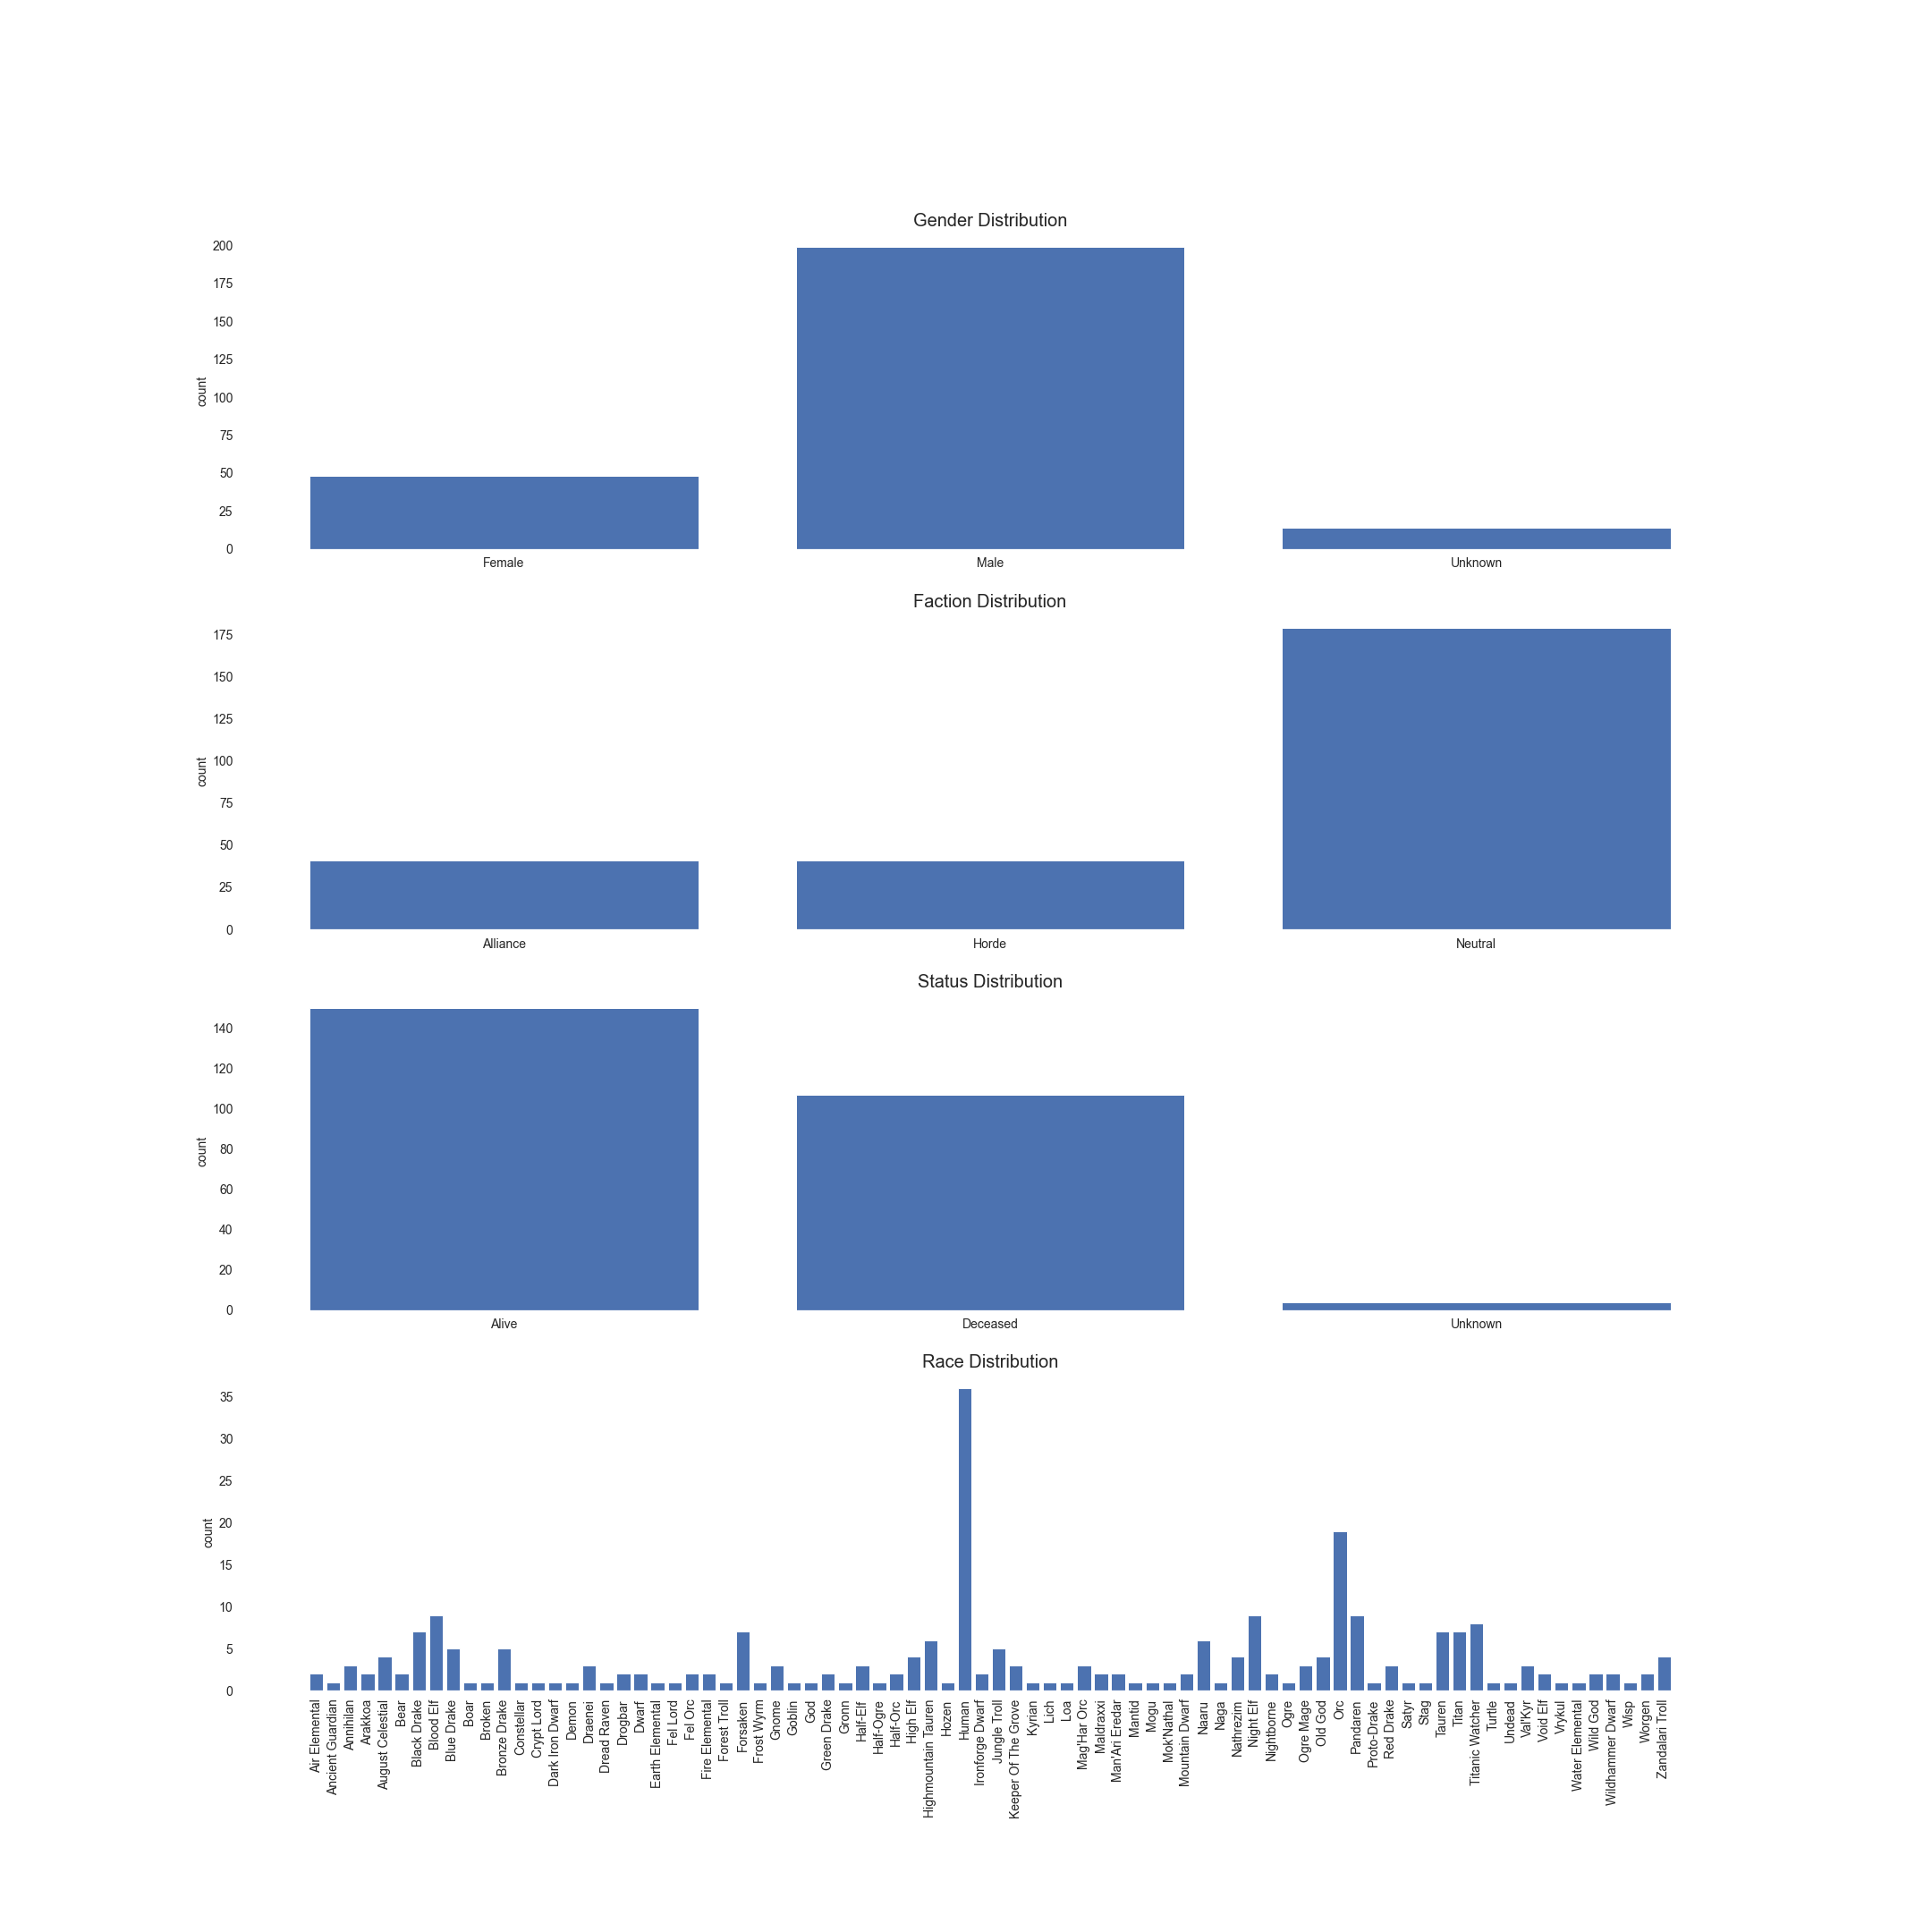 Gender Distribution
200
175
150
125
100
75
50
25
0
count
Female Male Unknown
Faction Distribution
175
150
125
100
75
50
25
0
count
Alliance Horde Neutral
Status Distribution
140
120
100
80
60
40
20
0
count
Alive Deceased Unknown
Race Distribution
35
30
25
20
15
10
5
0
count
Air Elemental
Ancient Guardian
Annihilan
Arakkoa
August Celestial
Bear
Black Drake
Blood Elf
Blue Drake
Boar
Broken
Bronze Drake
Constellar
Crypt Lord
Dark Iron Dwarf
Demon
Draenei
Dread Raven
Drogbar
Dwarf
Earth Elemental
Fel Lord
Fel Orc
Fire Elemental
Forest Troll
Forsaken
Frost Wyrm
Gnome
Goblin
God
Green Drake
Gronn
Half-Elf
Half-Ogre
Half-Orc
High Elf
Highmountain Tauren
Hozen
Human
Ironforge Dwarf
Jungle Troll
Keeper Of The Grove
Kyrian
Lich
Loa
Mag'Har Orc
Maldraxxi
Man'Ari Eredar
Mantid
Mogu
Mok'Nathal
Mountain Dwarf
Naaru
Naga
Nathrezim
Night Elf
Nightborne
Ogre
Ogre Mage
Old God
Orc
Pandaren
Proto-Drake
Red Drake
Satyr
Stag
Tauren
Titan
Titanic Watcher
Turtle
Undead
Val'Kyr
Void Elf
Vrykul
Water Elemental
Wild God
Wildhammer Dwarf
Wisp
Worgen
Zandalari Troll